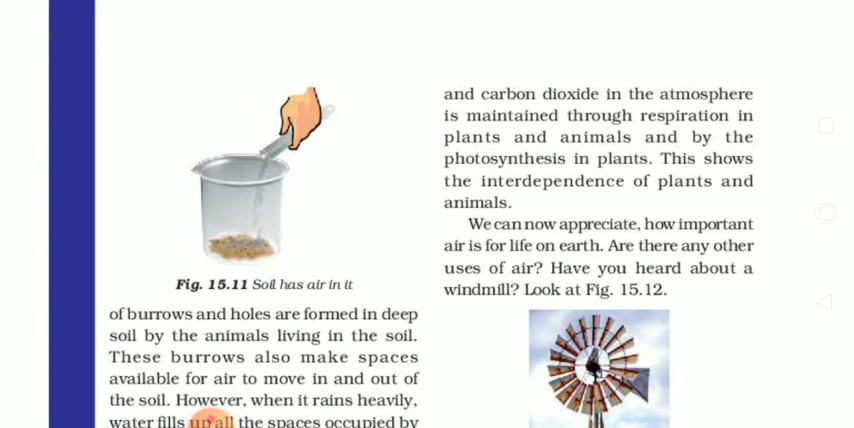 Fig. 15.11 Soil has air in it
of burrows and holes are formed in deep
soil by the animals living in the soil.
These burrows also make spaces
available for air to move in and out of
the soil. However, when it rains heavily,
water fills up all the spaces occupied by
and carbon dioxide in the atmosphere
is maintained through respiration in
plants and animals and by the
photosynthesis in plants. This shows
the interdependence of plants and
animals.
We can now appreciate, how important
air is for life on earth. Are there any other
uses of air? Have you heard about a
windmill? Look at Fig. 15.12.